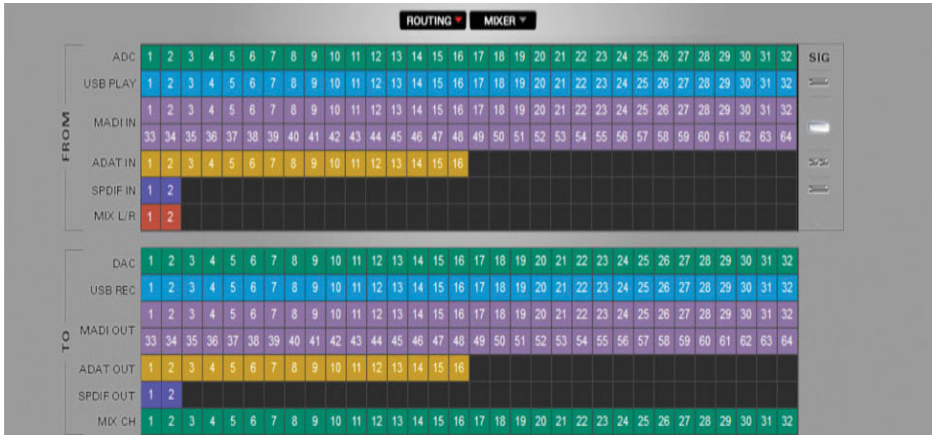 ROUTING MIXER
ADC 1 2 3 4 5 6 7 8 9 10 11 12 13 14 15 16 17 18 19 20 21 22 23 24 25 26 27 28 29 30 31 32 SIG
USB PLAY 1 2 3 4 5 6 7 8 9 10 11 12 13 14 15 16 17 18 19 20 21 22 23 24 25 26 27 28 29 30 31 32
MADI IN 1 2 3 4 5 6 7 8 9 10 11 12 13 14 15 16 17 18 19 20 21 22 23 24 25 26 27 28 29 30 31 32
33 34 35 36 37 38 39 40 41 42 43 44 45 46 47 48 49 50 51 52 53 54 55 56 57 58 59 60 61 62 63 64
FROM
ADAT IN 1 2 3 4 5 6 7 8 9 10 11 12 13 14 15 16
SPDIF IN 1 2
MIX L/R 1 2
DAC 1 2 3 4 5 6 7 8 9 10 11 12 13 14 15 16 17 18 19 20 21 22 23 24 25 26 27 28 29 30 31 32
USB REC 1 2 3 4 5 6 7 8 9 10 11 12 13 14 15 16 17 18 19 20 21 22 23 24 25 26 27 28 29 30 31 32
MADI OUT 1 2 3 4 5 6 7 8 9 10 11 12 13 14 15 16 17 18 19 20 21 22 23 24 25 26 27 28 29 30 31 32
33 34 35 36 37 38 39 40 41 42 43 44 45 46 47 48 49 50 51 52 53 54 55 56 57 58 59 60 61 62 63 64
TO
ADAT OUT 1 2 3 4 5 6 7 8 9 10 11 12 13 14 15 16
SPDIF OUT 1 2
MIX CH 1 2 3 4 5 6 7 8 9 10 11 12 13 14 15 16 17 18 19 20 21 22 23 24 25 26 27 28 29 30 31 32